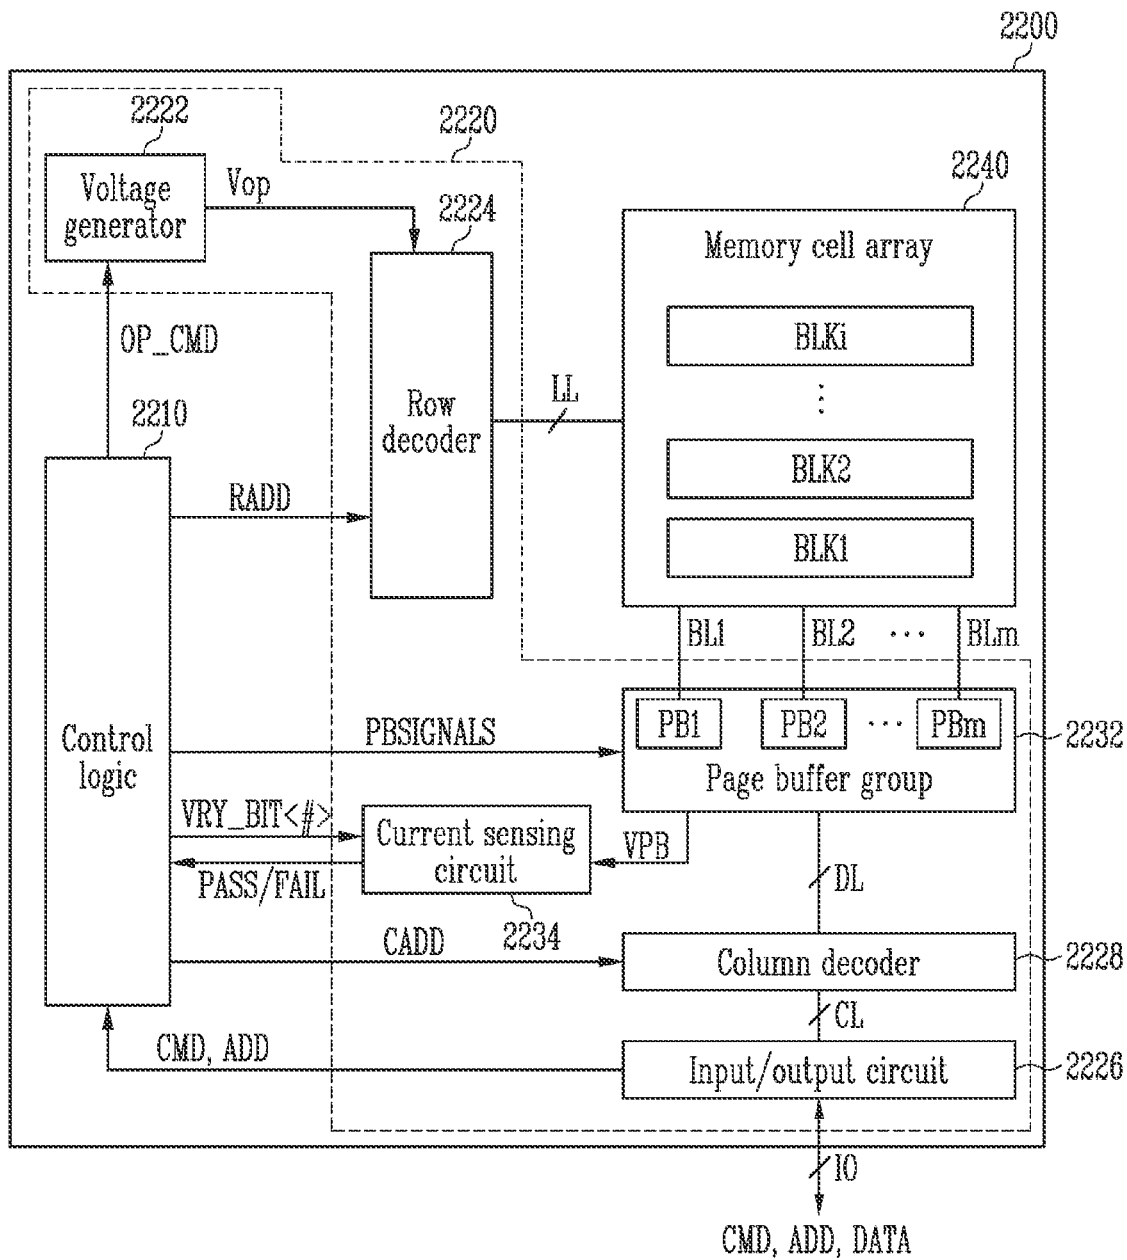 2200
2222
2220
Voltage
generator
Vop
2224
2240
Memory cell array
BLKi
⋮
OP_CMD
LL
Row
decoder
2210
BLK2
RADD
BLK1
BL1
BL2
···
BLm
PB1
PB2
···
PBm
2232
PBSIGNALS
Page buffer group
Control
logic
VRY_BIT<#>
Current sensing
circuit
VPB
PASS/FAIL
DL
2234
CADD
Column decoder
2228
CL
CMD, ADD
Input/output circuit
2226
IO
CMD, ADD, DATA